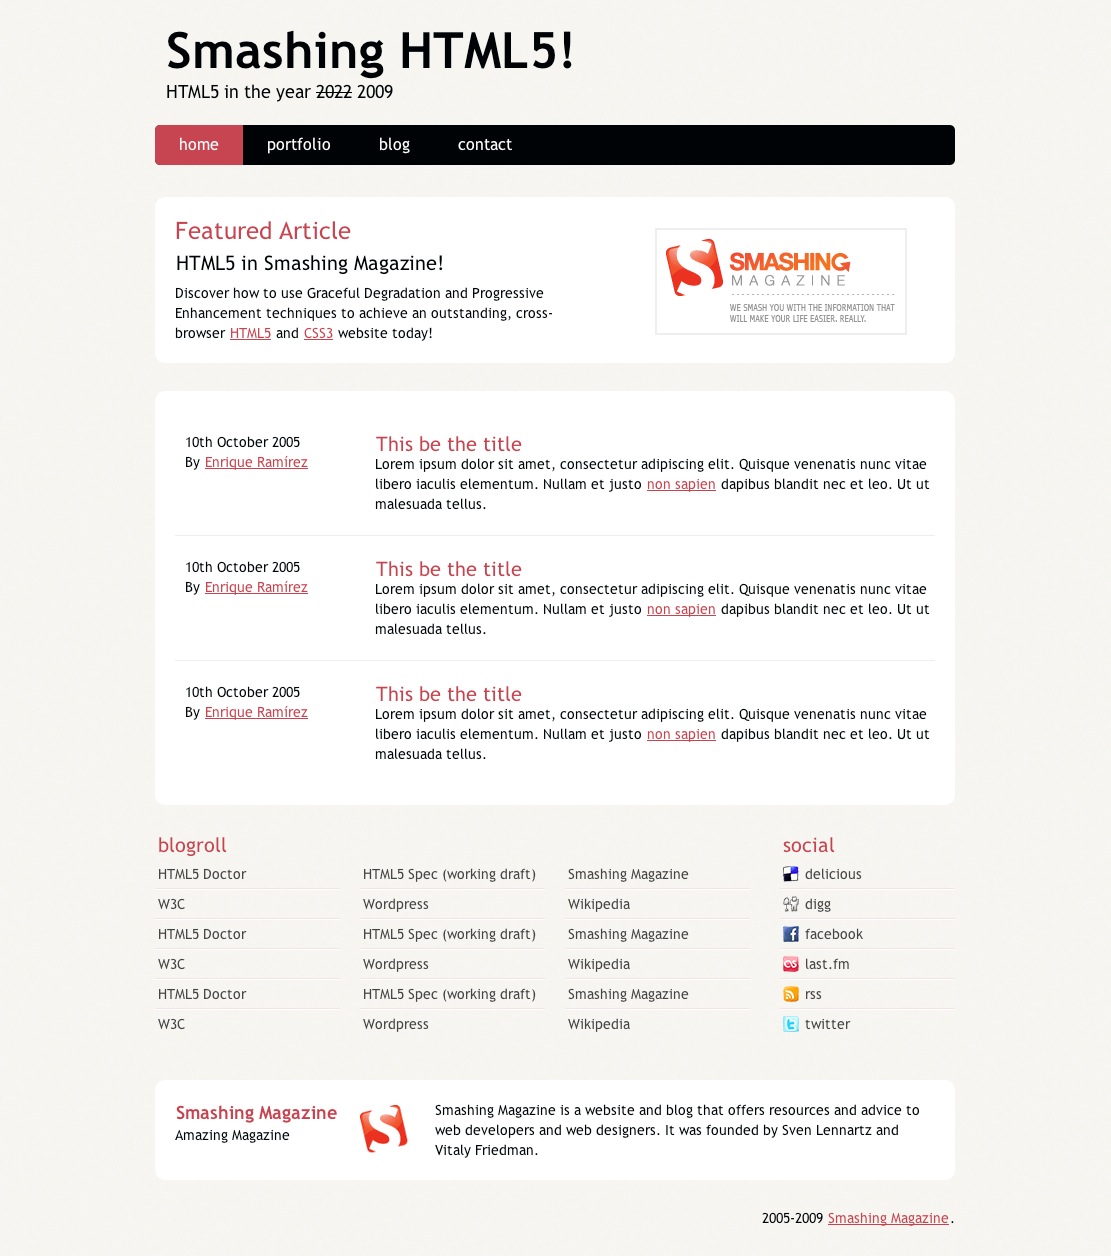 Smashing HTML5!
HTML5 in the year 2022 2009
home portfolio blog contact
Featured Article
HTML5 in Smashing Magazine!
Discover how to use Graceful Degradation and Progressive
Enhancement techniques to achieve an outstanding, cross-
browser HTML5 and CSS3 website today!
SMASHING
MAGAZINE
WE SMASH YOU WITH THE INFORMATION THAT
WILL MAKE YOUR LIFE EASIER. REALLY.
10th October 2005
By Enrique Ramírez
This be the title
Lorem ipsum dolor sit amet, consectetur adipiscing elit. Quisque venenatis nunc vitae
libero iaculis elementum. Nullam et justo non sapien dapibus blandit nec et leo. Ut ut
malesuada tellus.
10th October 2005
By Enrique Ramírez
This be the title
Lorem ipsum dolor sit amet, consectetur adipiscing elit. Quisque venenatis nunc vitae
libero iaculis elementum. Nullam et justo non sapien dapibus blandit nec et leo. Ut ut
malesuada tellus.
10th October 2005
By Enrique Ramírez
This be the title
Lorem ipsum dolor sit amet, consectetur adipiscing elit. Quisque venenatis nunc vitae
libero iaculis elementum. Nullam et justo non sapien dapibus blandit nec et leo. Ut ut
malesuada tellus.
blogroll
HTML5 Doctor HTML5 Spec (working draft) Smashing Magazine
W3C Wordpress Wikipedia
HTML5 Doctor HTML5 Spec (working draft) Smashing Magazine
W3C Wordpress Wikipedia
HTML5 Doctor HTML5 Spec (working draft) Smashing Magazine
W3C Wordpress Wikipedia
social
delicious
digg
facebook
last.fm
rss
twitter
Smashing Magazine
Amazing Magazine
Smashing Magazine is a website and blog that offers resources and advice to
web developers and web designers. It was founded by Sven Lennartz and
Vitaly Friedman.
2005-2009 Smashing Magazine.